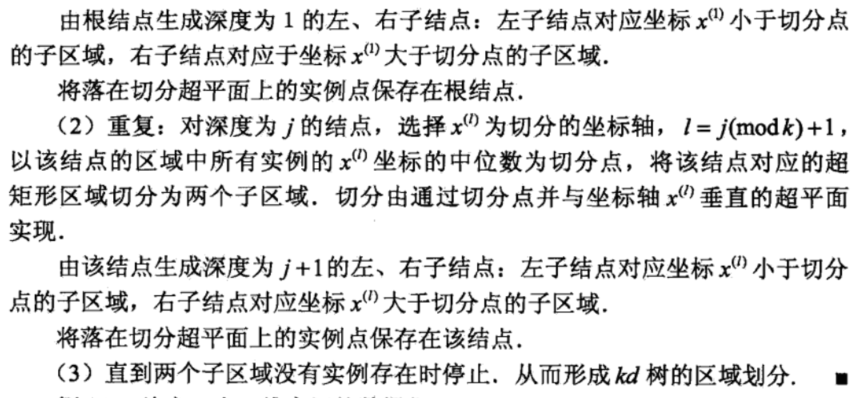 由根结点生成深度为 1 的左、右子结点：左子结点对应坐标 x⁽¹⁾ 小于切分点
的子区域，右子结点对应于坐标 x⁽¹⁾ 大于切分点的子区域．
将落在切分超平面上的实例点保存在根结点．
（2）重复：对深度为 j 的结点，选择 x⁽ˡ⁾ 为切分的坐标轴，l = j(mod k)+1，
以该结点的区域中所有实例的 x⁽ˡ⁾ 坐标的中位数为切分点，将该结点对应的超
矩形区域切分为两个子区域．切分由通过切分点并与坐标轴 x⁽ˡ⁾ 垂直的超平面
实现．
由该结点生成深度为 j+1的左、右子结点：左子结点对应坐标 x⁽ˡ⁾ 小于切分
点的子区域，右子结点对应坐标 x⁽ˡ⁾ 大于切分点的子区域．
将落在切分超平面上的实例点保存在该结点．
（3）直到两个子区域没有实例存在时停止．从而形成 kd 树的区域划分．　■